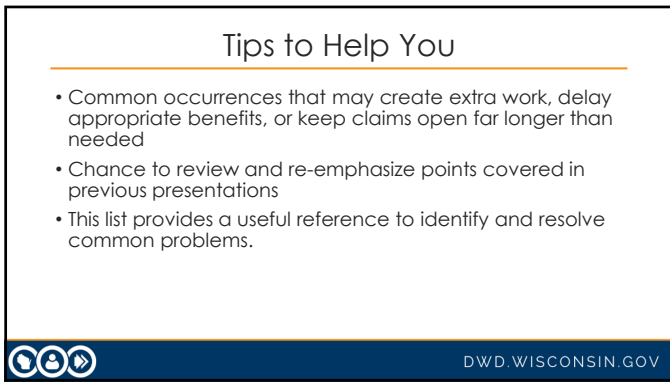 Tips to Help You
• Common occurrences that may create extra work, delay
appropriate benefits, or keep claims open far longer than
needed
• Chance to review and re-emphasize points covered in
previous presentations
• This list provides a useful reference to identify and resolve
common problems.
DWD.WISCONSIN.GOV